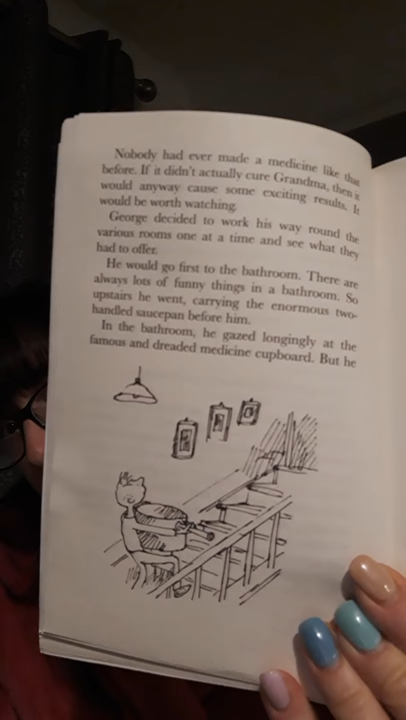 Nobody had ever made a medicine like that
before. If it didn't actually cure Grandma, then it
would anyway cause some exciting results. It
would be worth watching.
George decided to work his way round the
various rooms one at a time and see what they
had to offer.
He would go first to the bathroom. There are
always lots of funny things in a bathroom. So
upstairs he went, carrying the enormous two-
handled saucepan before him.
In the bathroom, he gazed longingly at the
famous and dreaded medicine cupboard. But he